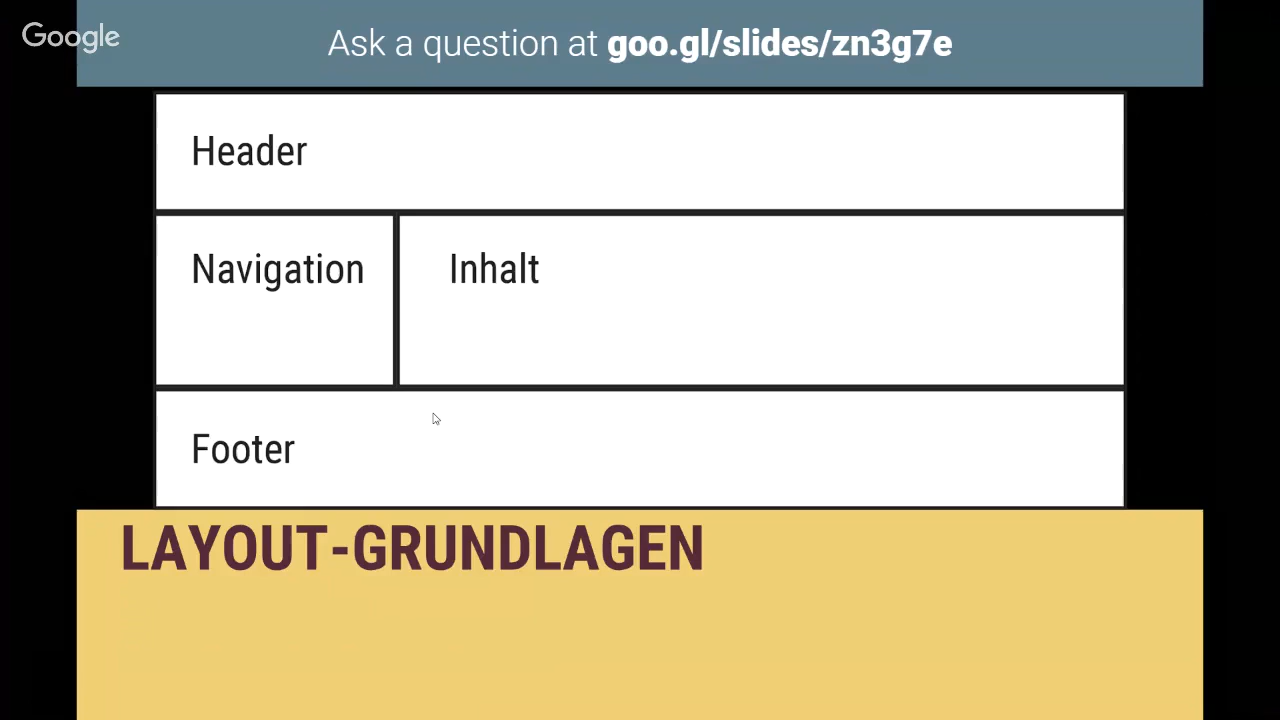 Google
Ask a question at goo.gl/slides/zn3g7e
Header
Navigation
Inhalt
Footer
LAYOUT-GRUNDLAGEN